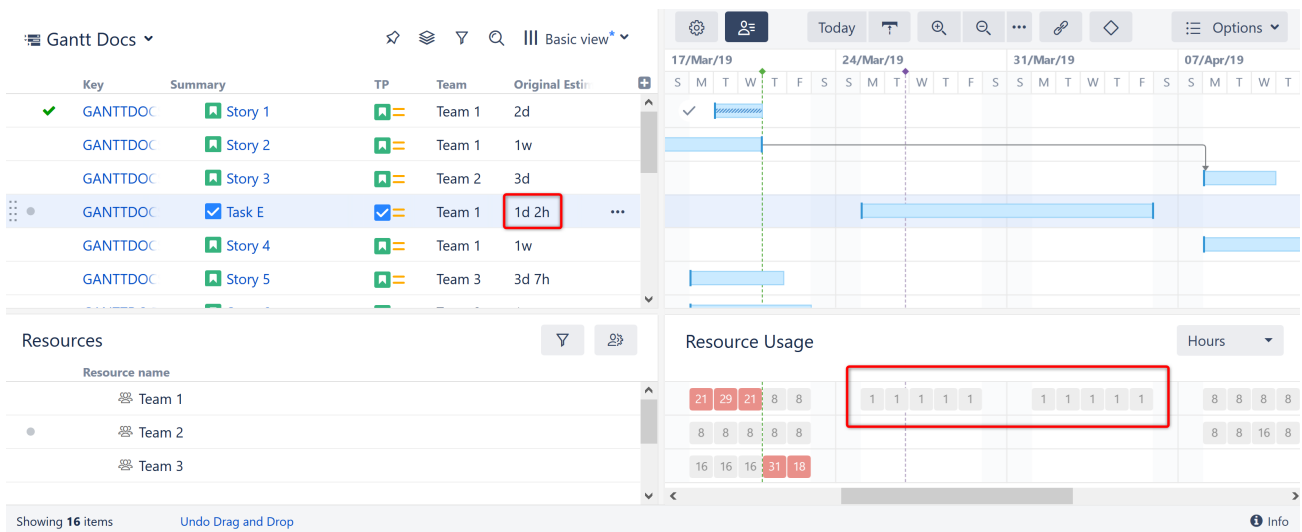 Gantt Docs
Basic view*
Today
Options
17/Mar/19 24/Mar/19 31/Mar/19 07/Apr/19
Key Summary TP Team Original Estin
S M T W T F S S M T W T F S S M T W T F S S M T W T
GANTTDOC Story 1 Team 1 2d
GANTTDOC Story 2 Team 1 1w
GANTTDOC Story 3 Team 2 3d
GANTTDOC Task E Team 1 1d 2h
GANTTDOC Story 4 Team 1 1w
GANTTDOC Story 5 Team 3 3d 7h
Resources
Resource Usage
Hours
Resource name
Team 1 21 29 21 8 8 1 1 1 1 1 1 1 1 1 1 8 8 8 8
Team 2 8 8 8 8 8 8 8 16 8
Team 3 16 16 16 31 18
Showing 16 items Undo Drag and Drop Info